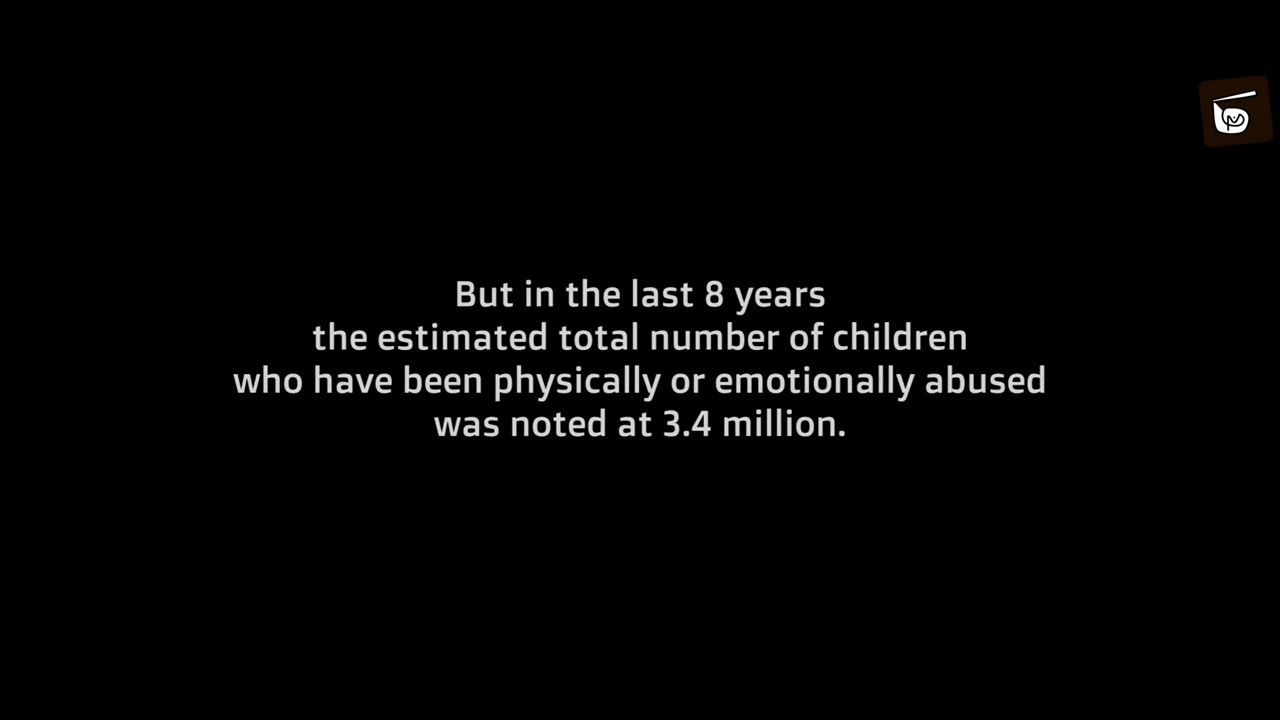 But in the last 8 years
the estimated total number of children
who have been physically or emotionally abused
was noted at 3.4 million.